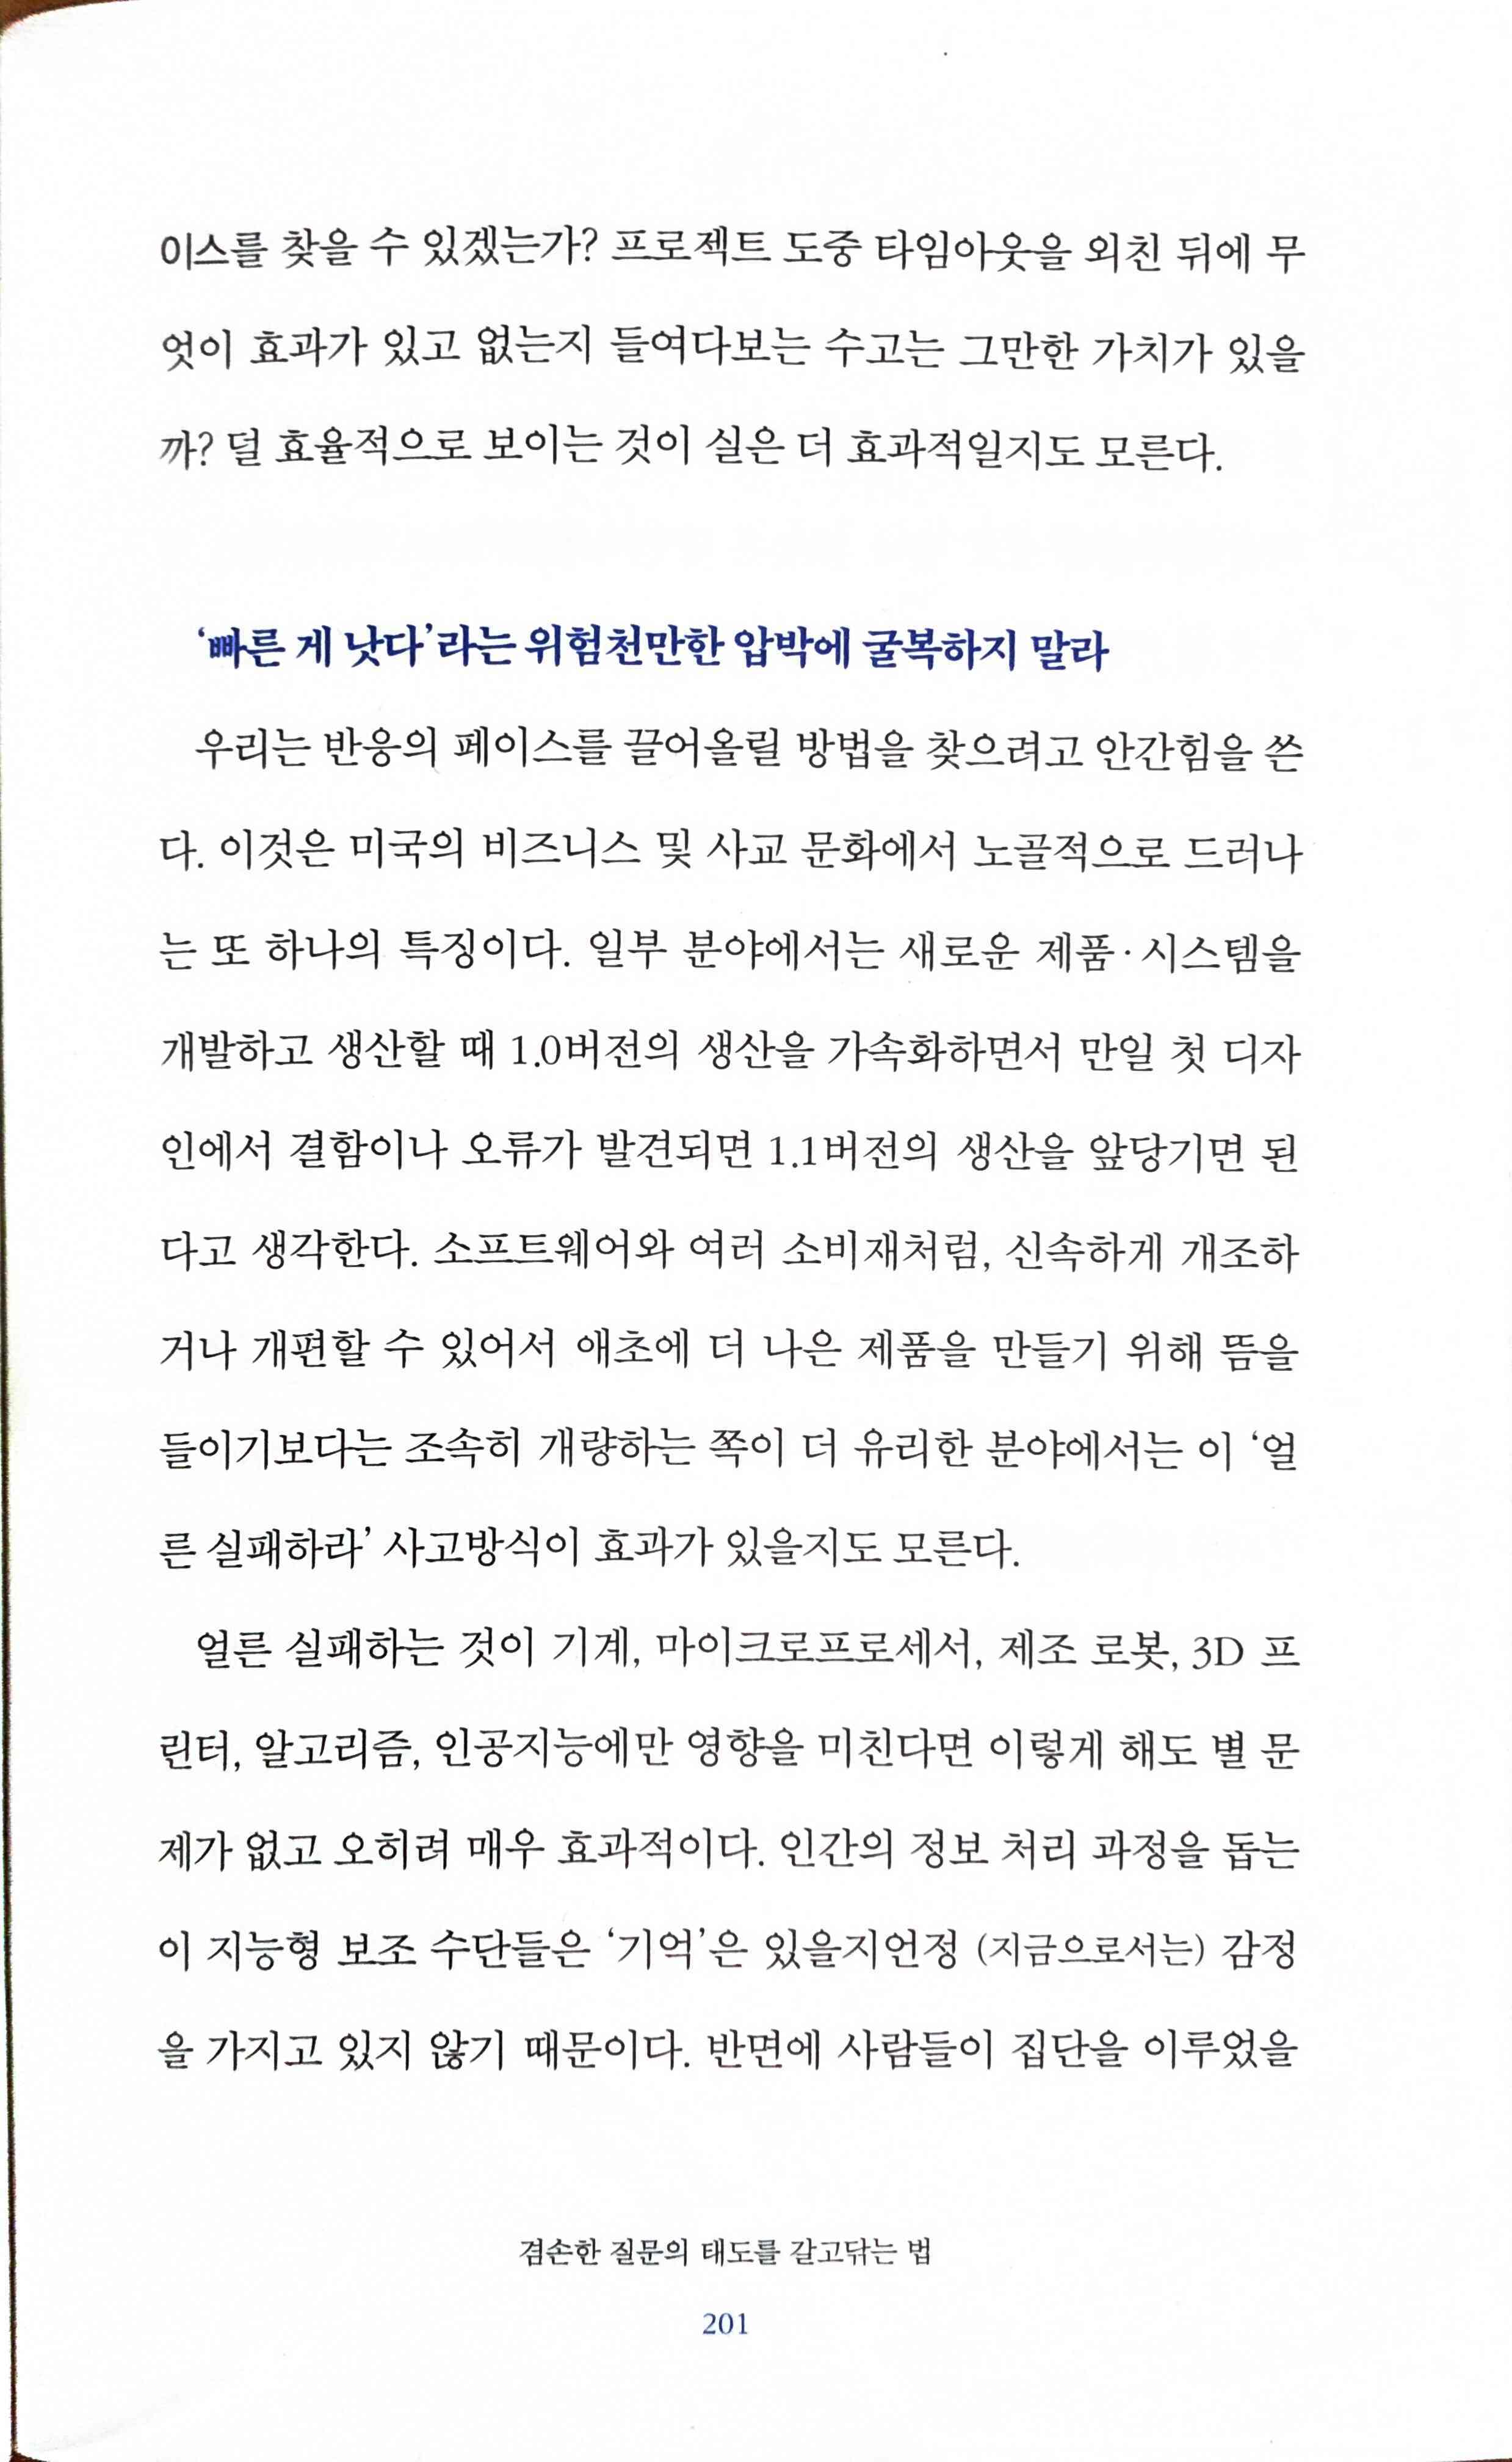 이스를 찾을 수 있겠는가? 프로젝트 도중 타임아웃을 외친 뒤에 무
엇이 효과가 있고 없는지 들여다보는 수고는 그만한 가치가 있을
까? 덜 효율적으로 보이는 것이 실은 더 효과적일지도 모른다.
‘빠른 게 낫다’라는 위험천만한 압박에 굴복하지 말라
우리는 반응의 페이스를 끌어올릴 방법을 찾으려고 안간힘을 쓴
다. 이것은 미국의 비즈니스 및 사교 문화에서 노골적으로 드러나
는 또 하나의 특징이다. 일부 분야에서는 새로운 제품·시스템을
개발하고 생산할 때 1.0버전의 생산을 가속화하면서 만일 첫 디자
인에서 결함이나 오류가 발견되면 1.1버전의 생산을 앞당기면 된
다고 생각한다. 소프트웨어와 여러 소비재처럼, 신속하게 개조하
거나 개편할 수 있어서 애초에 더 나은 제품을 만들기 위해 뜸을
들이기보다는 조속히 개량하는 쪽이 더 유리한 분야에서는 이 ‘얼
른 실패하라’ 사고방식이 효과가 있을지도 모른다.
얼른 실패하는 것이 기계, 마이크로프로세서, 제조 로봇, 3D 프
린터, 알고리즘, 인공지능에만 영향을 미친다면 이렇게 해도 별 문
제가 없고 오히려 매우 효과적이다. 인간의 정보 처리 과정을 돕는
이 지능형 보조 수단들은 ‘기억’은 있을지언정 (지금으로서는) 감정
을 가지고 있지 않기 때문이다. 반면에 사람들이 집단을 이루었을
겸손한 질문의 태도를 갈고닦는 법
201